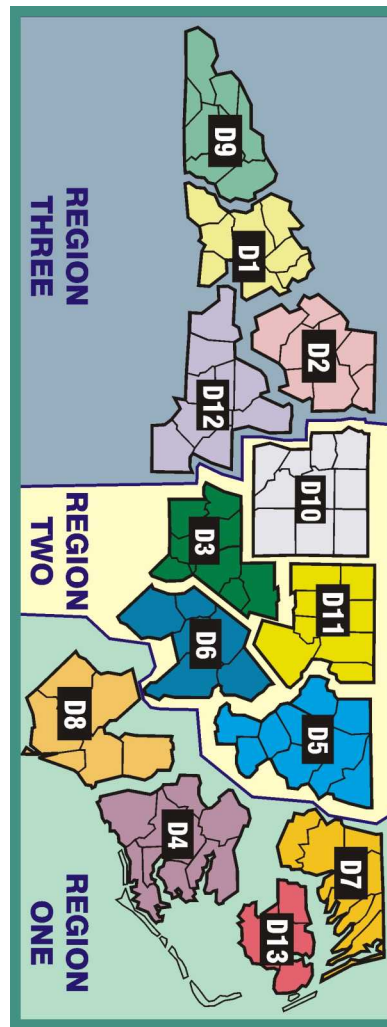 D9
D1
D2
D12
D10
D3
D11
D6
D5
D8
D4
D7
D13
REGION
THREE
REGION
TWO
REGION
ONE